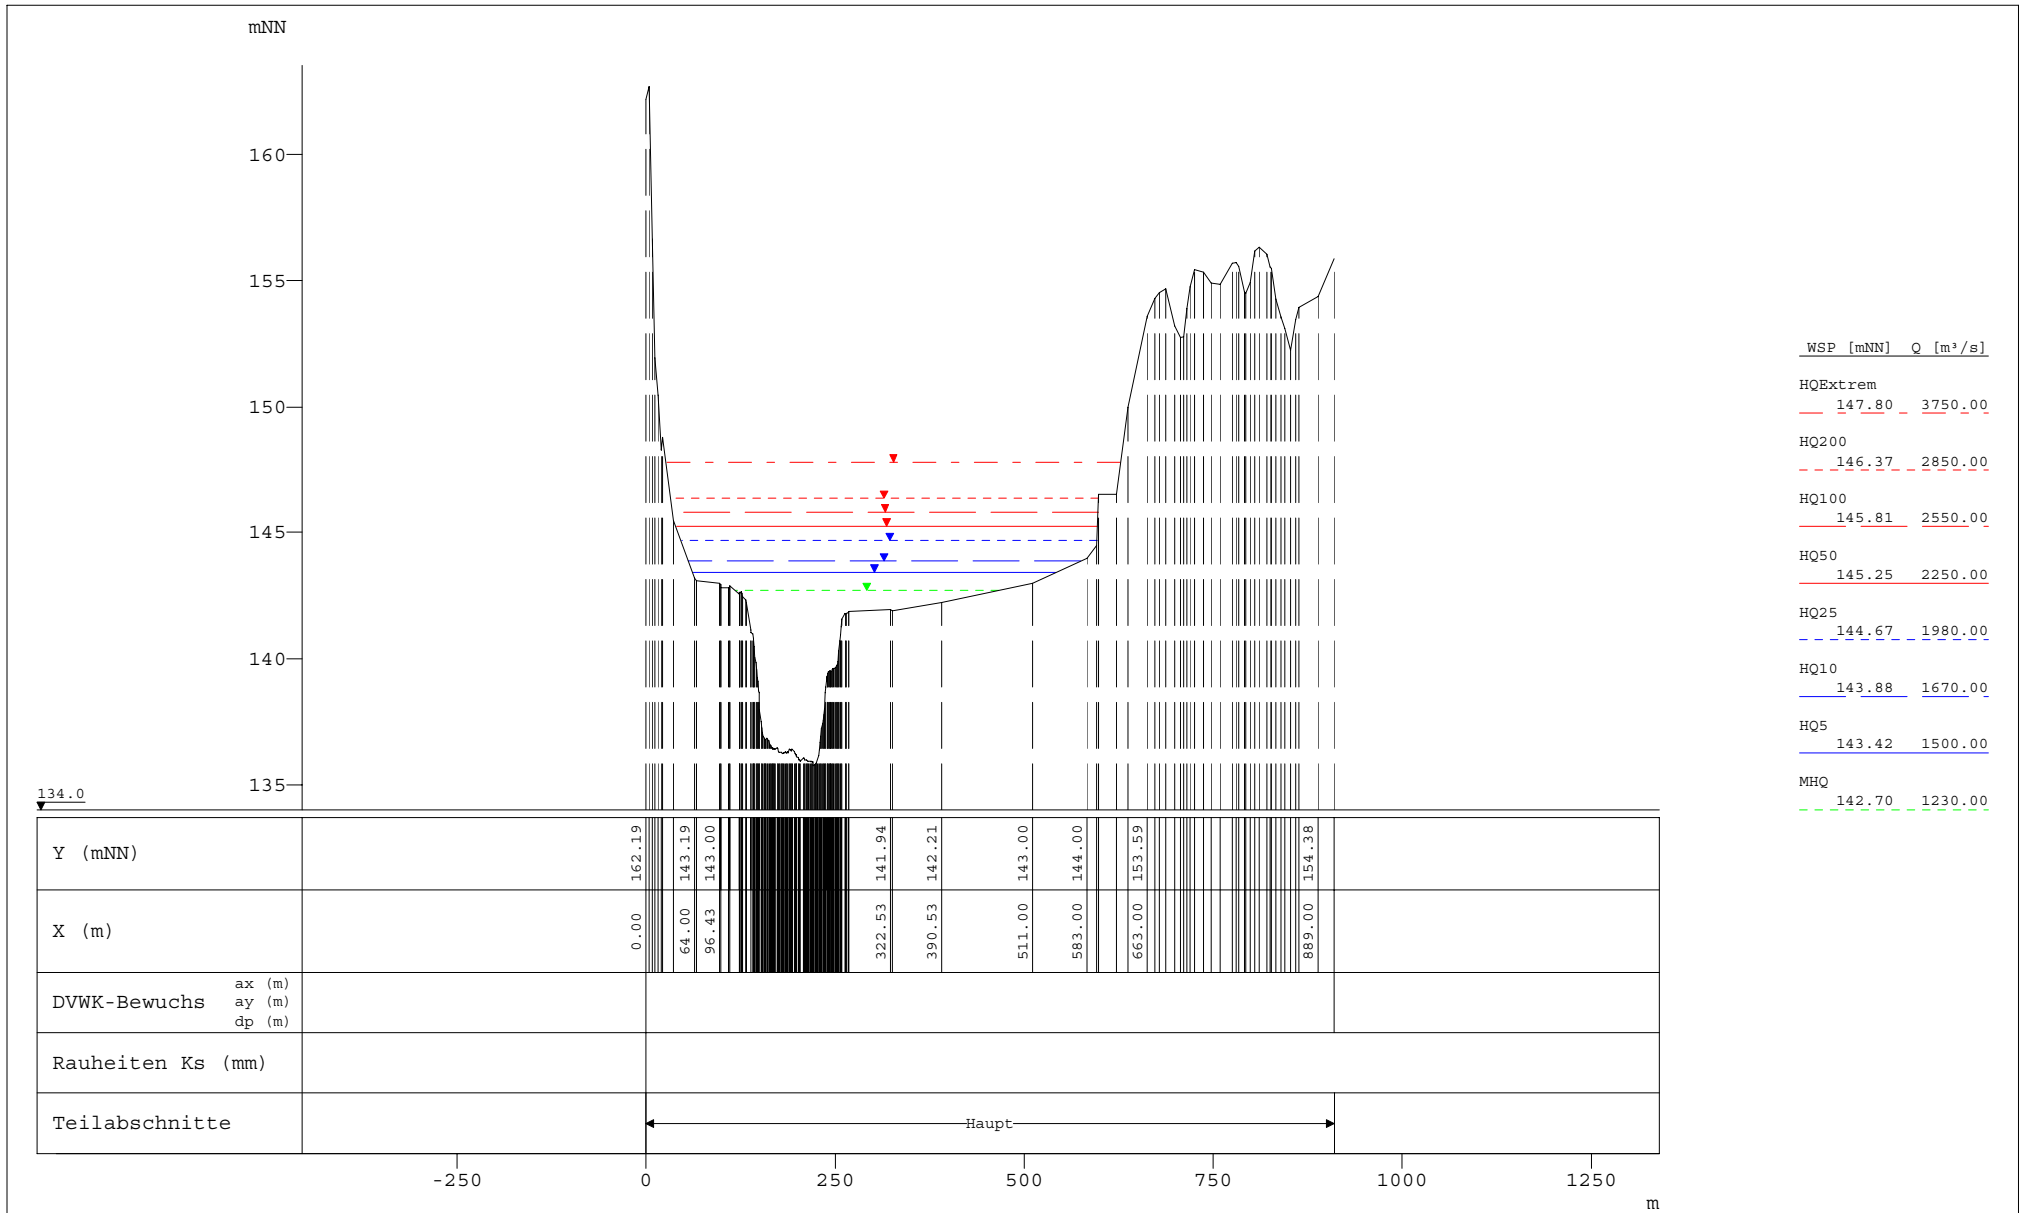 mNN
160
155
150
145
140
135
134.0
WSP [mNN] Q [m³/s]
HQExtrem
147.80 3750.00
HQ200
146.37 2850.00
HQ100
145.81 2550.00
HQ50
145.25 2250.00
HQ25
144.67 1980.00
HQ10
143.88 1670.00
HQ5
143.42 1500.00
MHQ
142.70 1230.00
Y (mNN)
162.19 143.19 143.00 141.94 142.21 143.00 144.00 153.59 154.38
X (m)
0.00 64.00 96.43 322.53 390.53 511.00 583.00 663.00 889.00
DVWK-Bewuchs
ax (m)
ay (m)
dp (m)
Rauheiten Ks (mm)
Teilabschnitte
Haupt
-250 0 250 500 750 1000 1250
m